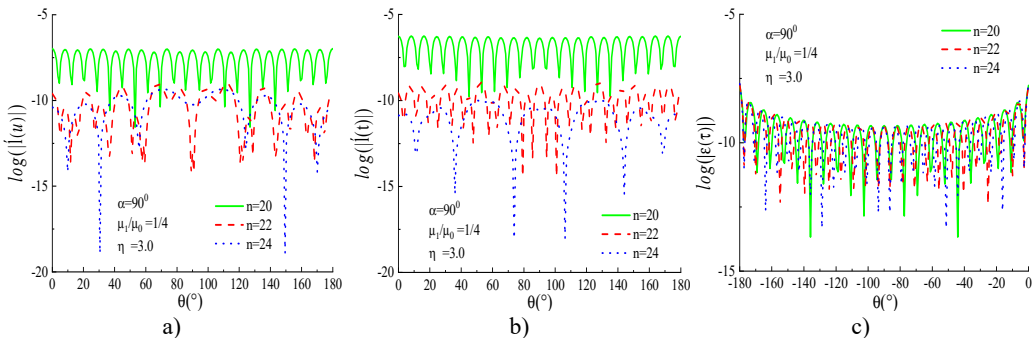 -5
-10
-15
-20
log(|İ(u)|)
α=90⁰
μ₁/μ₀ =1/4
η =3.0
n=20
n=22
n=24
0 20 40 60 80 100 120 140 160 180
θ(°)
a)
-5
-10
-15
-20
log(|İ(t)|)
α=90⁰
μ₁/μ₀ =1/4
η =3.0
n=20
n=22
n=24
0 20 40 60 80 100 120 140 160 180
θ(°)
b)
-5
-10
-15
log(|ε(τ)|)
α=90⁰
μ₁/μ₀ =1/4
η =3.0
n=20
n=22
n=24
-180 -160 -140 -120 -100 -80 -60 -40 -20 0
θ(°)
c)